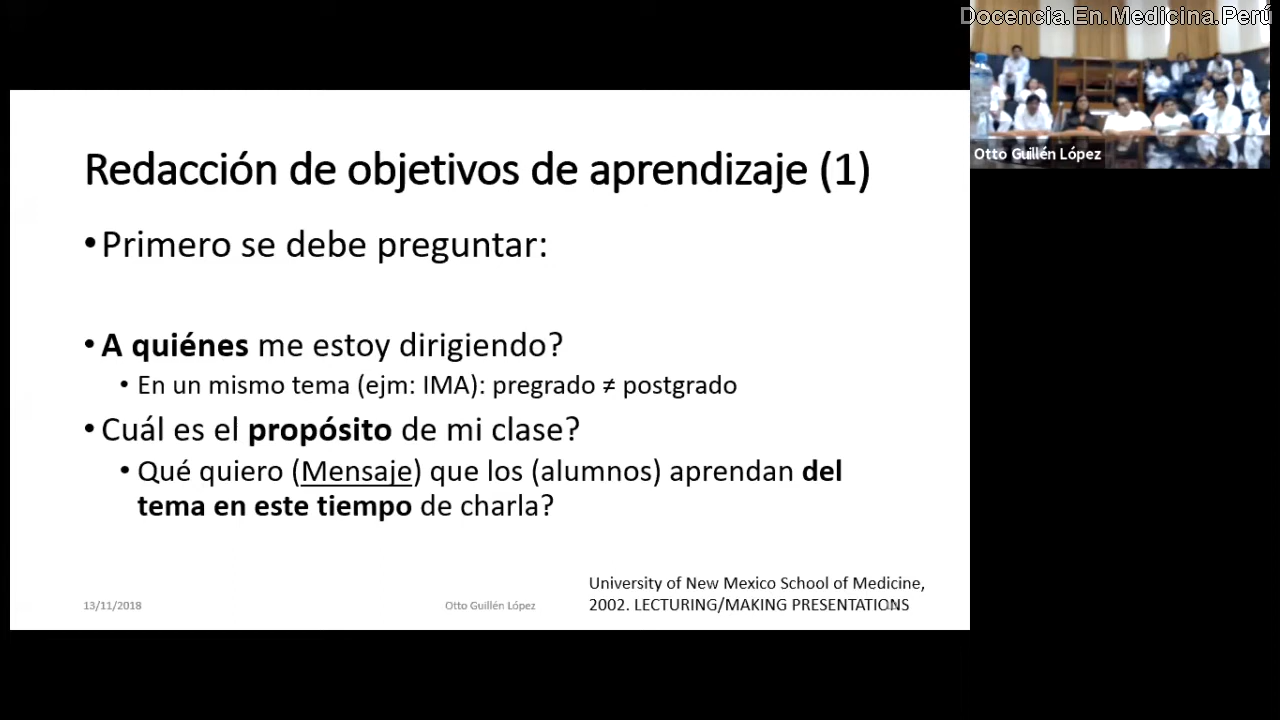 Docencia.En.Medicina.Perú
Otto Guillén López
Redacción de objetivos de aprendizaje (1)
•Primero se debe preguntar:
•A quiénes me estoy dirigiendo?
•En un mismo tema (ejm: IMA): pregrado ≠ postgrado
•Cuál es el propósito de mi clase?
•Qué quiero (Mensaje) que los (alumnos) aprendan del
tema en este tiempo de charla?
University of New Mexico School of Medicine,
2002. LECTURING/MAKING PRESENTATIONS
13/11/2018
Otto Guillén López